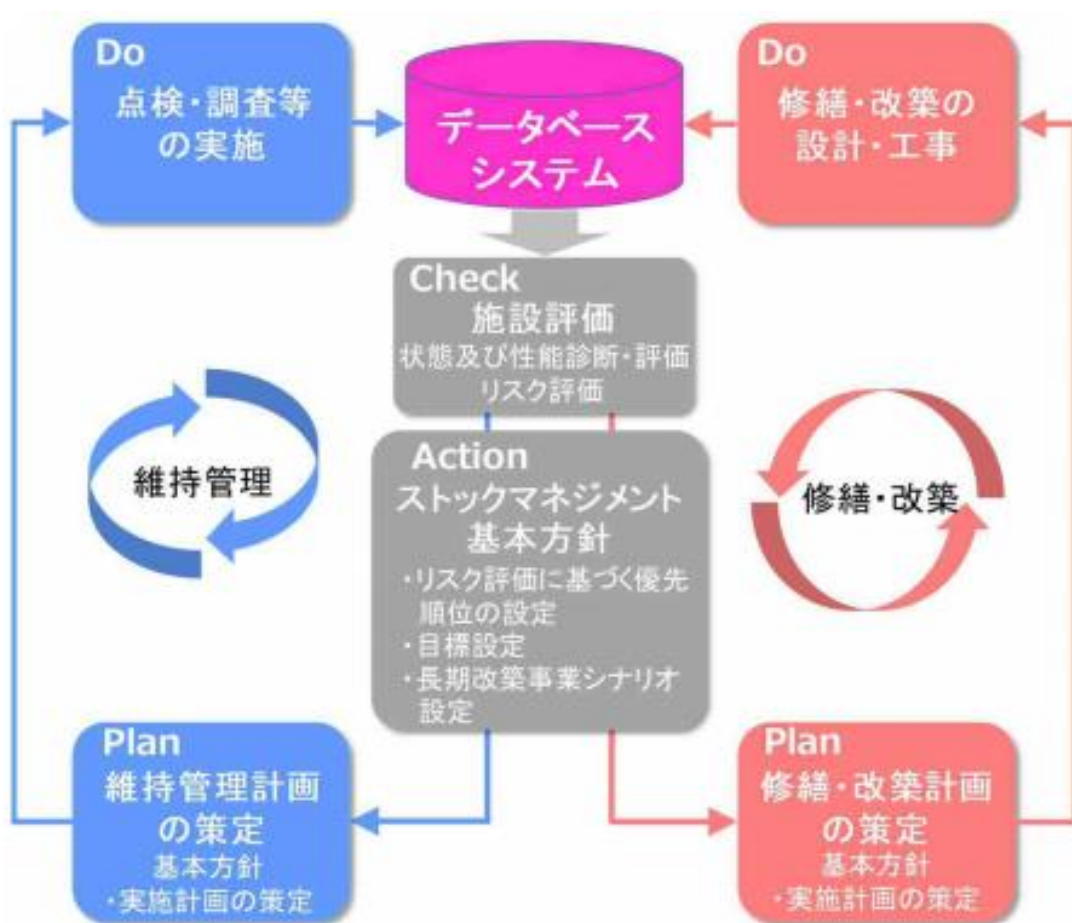 Do
点検・調査等
の実施
データベース
システム
Do
修繕・改築の
設計・工事
Check
施設評価
状態及び性能診断・評価
リスク評価
維持管理
Action
ストックマネジメント
基本方針
・リスク評価に基づく優先
順位の設定
・目標設定
・長期改築事業シナリオ
設定
修繕・改築
Plan
維持管理計画
の策定
基本方針
・実施計画の策定
Plan
修繕・改築計画
の策定
基本方針
・実施計画の策定